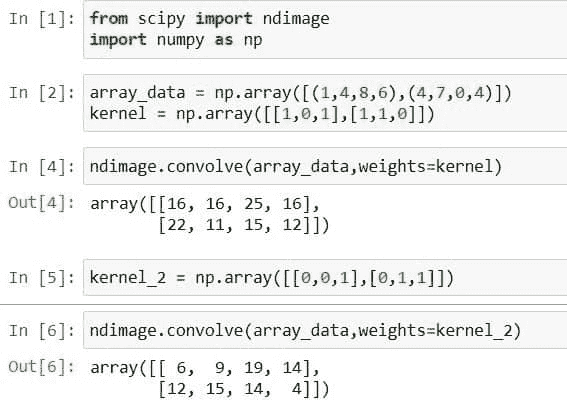 In [1]: from scipy import ndimage
import numpy as np
In [2]: array_data = np.array([(1,4,8,6),(4,7,0,4)])
kernel = np.array([[1,0,1],[1,1,0]])
In [4]: ndimage.convolve(array_data,weights=kernel)
Out[4]: array([[16, 16, 25, 16],
[22, 11, 15, 12]])
In [5]: kernel_2 = np.array([[0,0,1],[0,1,1]])
In [6]: ndimage.convolve(array_data,weights=kernel_2)
Out[6]: array([[ 6,  9, 19, 14],
[12, 15, 14,  4]])